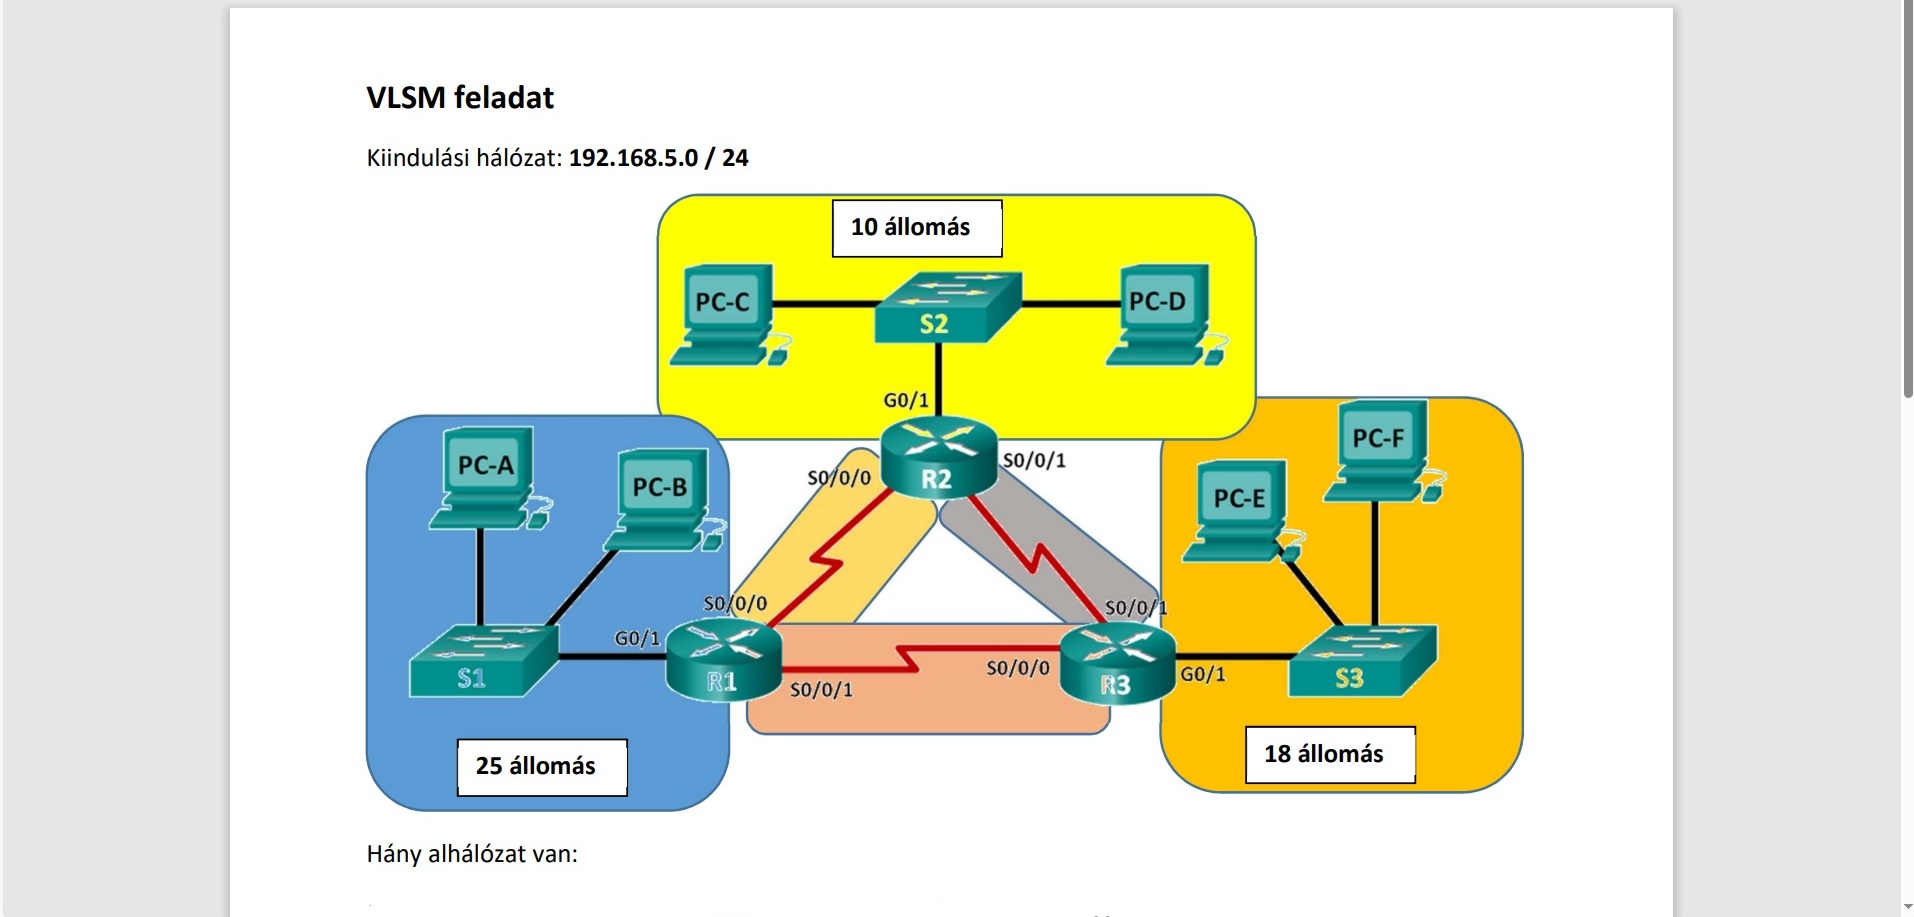 VLSM feladat
Kiindulási hálózat: 192.168.5.0 / 24
10 állomás
PC-C
S2
PC-D
G0/1
R2
S0/0/0
S0/0/1
PC-A
PC-B
PC-F
PC-E
S0/0/0
S0/0/1
S1
G0/1
R1
S0/0/1
S0/0/0
R3
G0/1
S3
25 állomás
18 állomás
Hány alhálózat van: